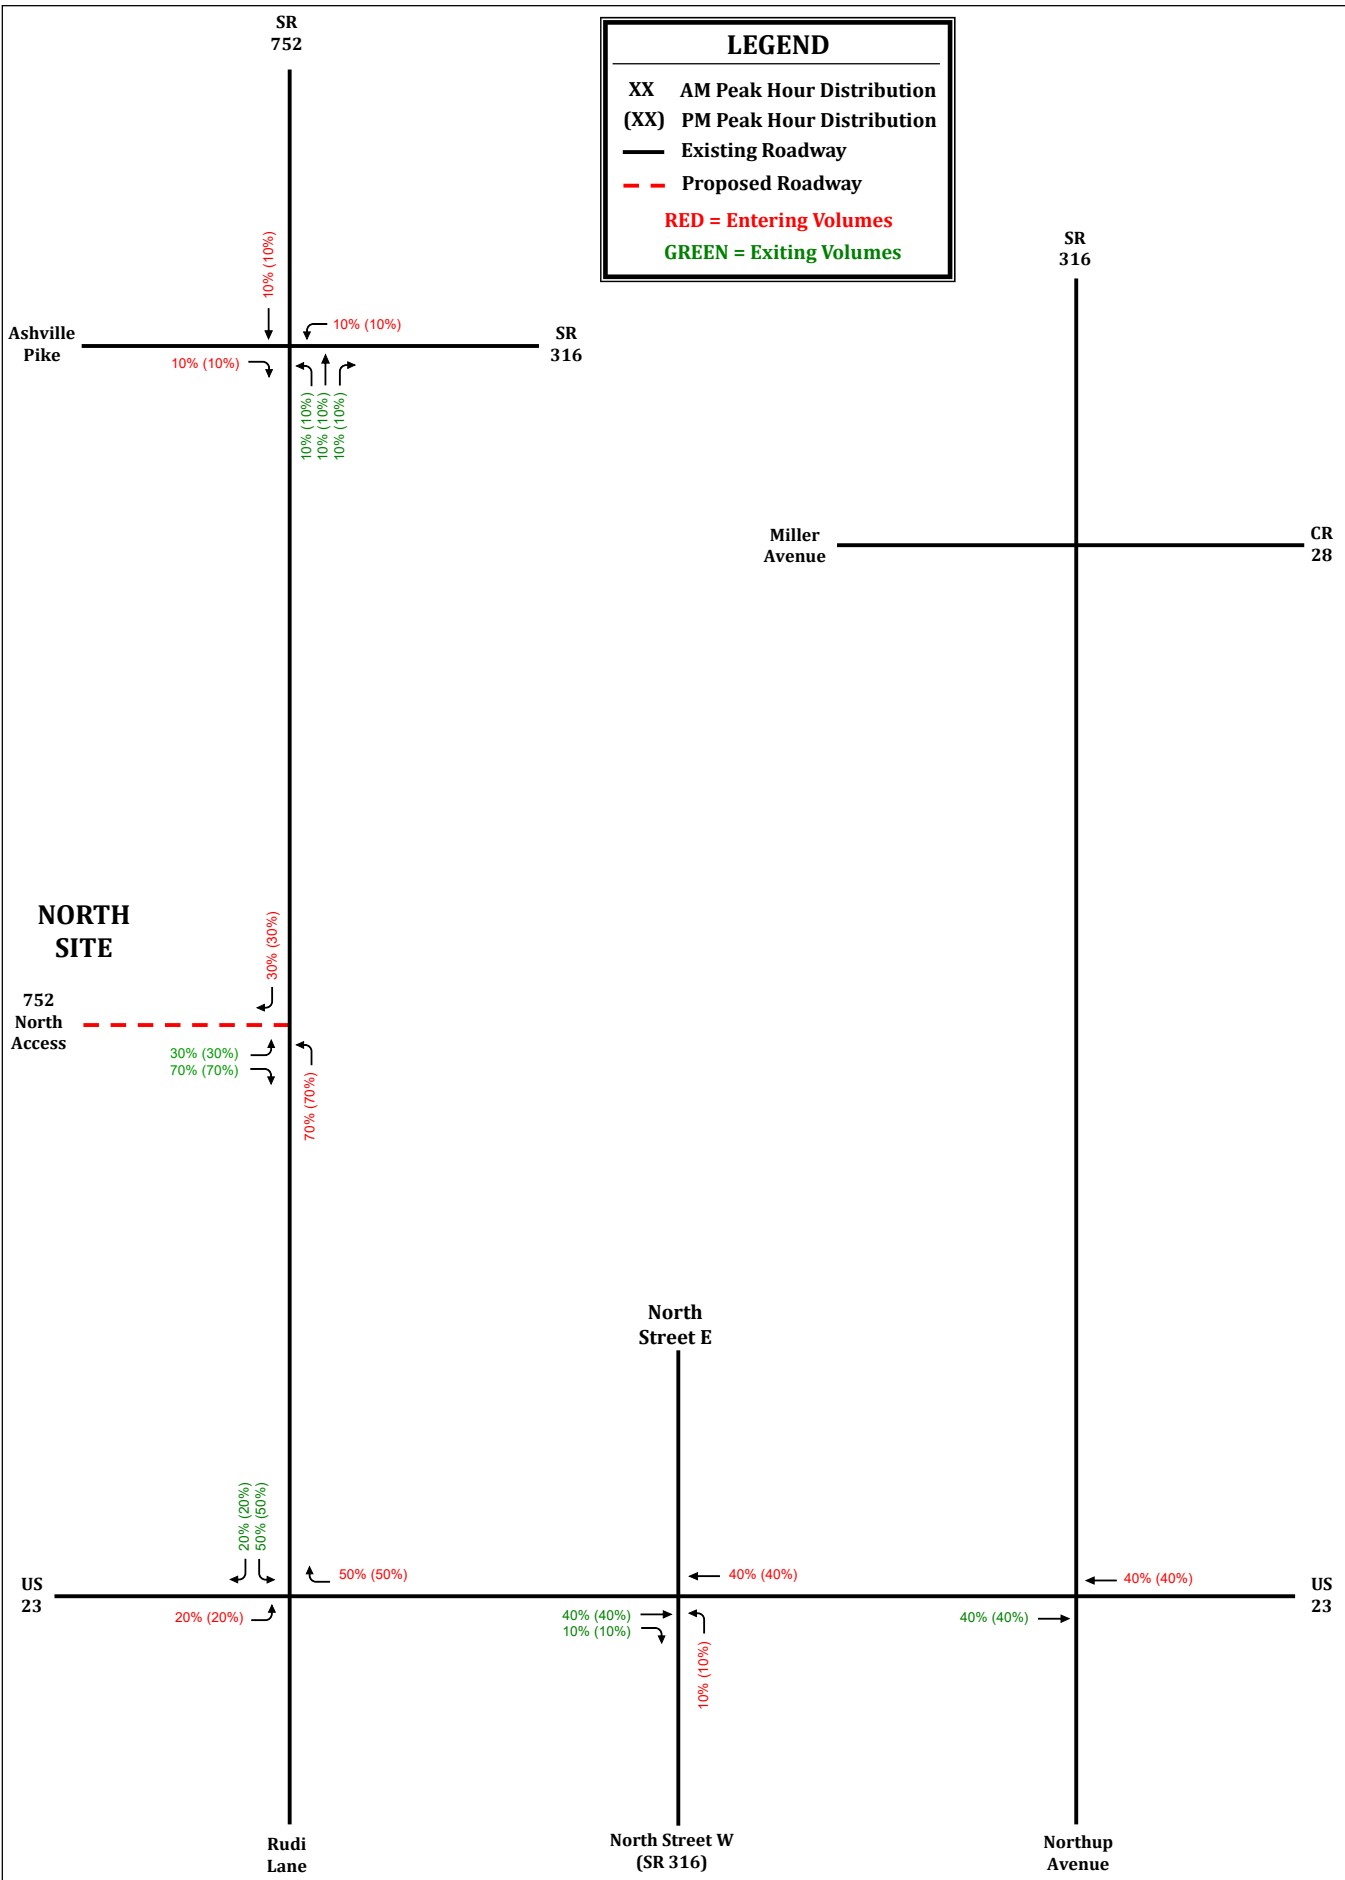 SR
752
LEGEND
XX AM Peak Hour Distribution
(XX) PM Peak Hour Distribution
Existing Roadway
Proposed Roadway
RED = Entering Volumes
GREEN = Exiting Volumes
SR
316
10% (10%)
10% (10%)
Ashville
Pike
SR
316
10% (10%)
10% (10%)
10% (10%)
10% (10%)
Miller
Avenue
CR
28
NORTH
SITE
30% (30%)
752
North
Access
30% (30%)
70% (70%)
70% (70%)
North
Street E
20% (20%)
50% (50%)
50% (50%)
40% (40%)
40% (40%)
US
23
US
23
20% (20%)
40% (40%)
10% (10%)
10% (10%)
40% (40%)
Rudi
Lane
North Street W
(SR 316)
Northup
Avenue